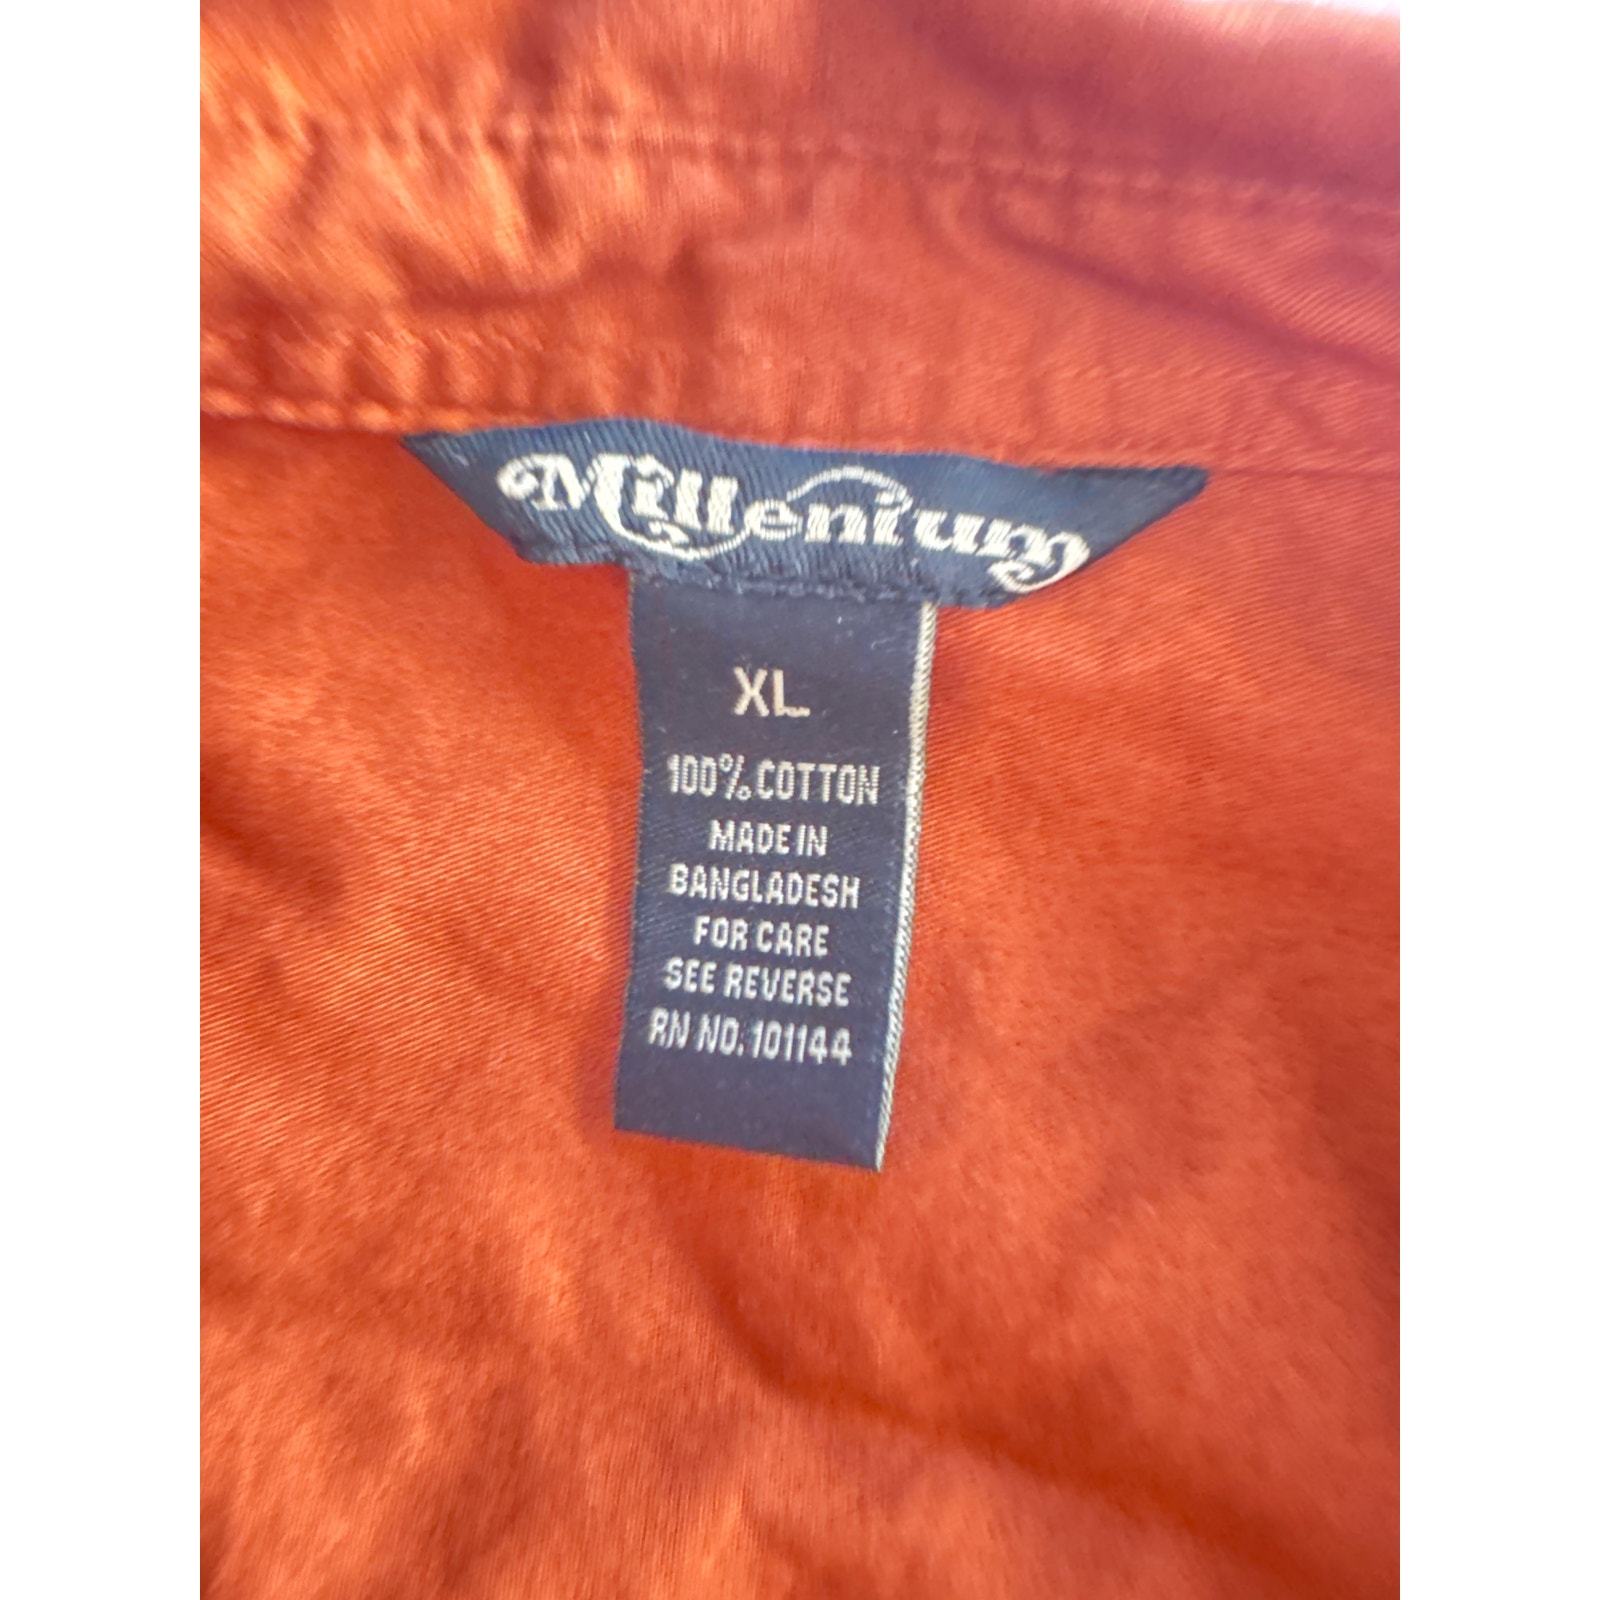 Millenium
XL
100% COTTON
MADE IN
BANGLADESH
FOR CARE
SEE REVERSE
RN NO. 101144